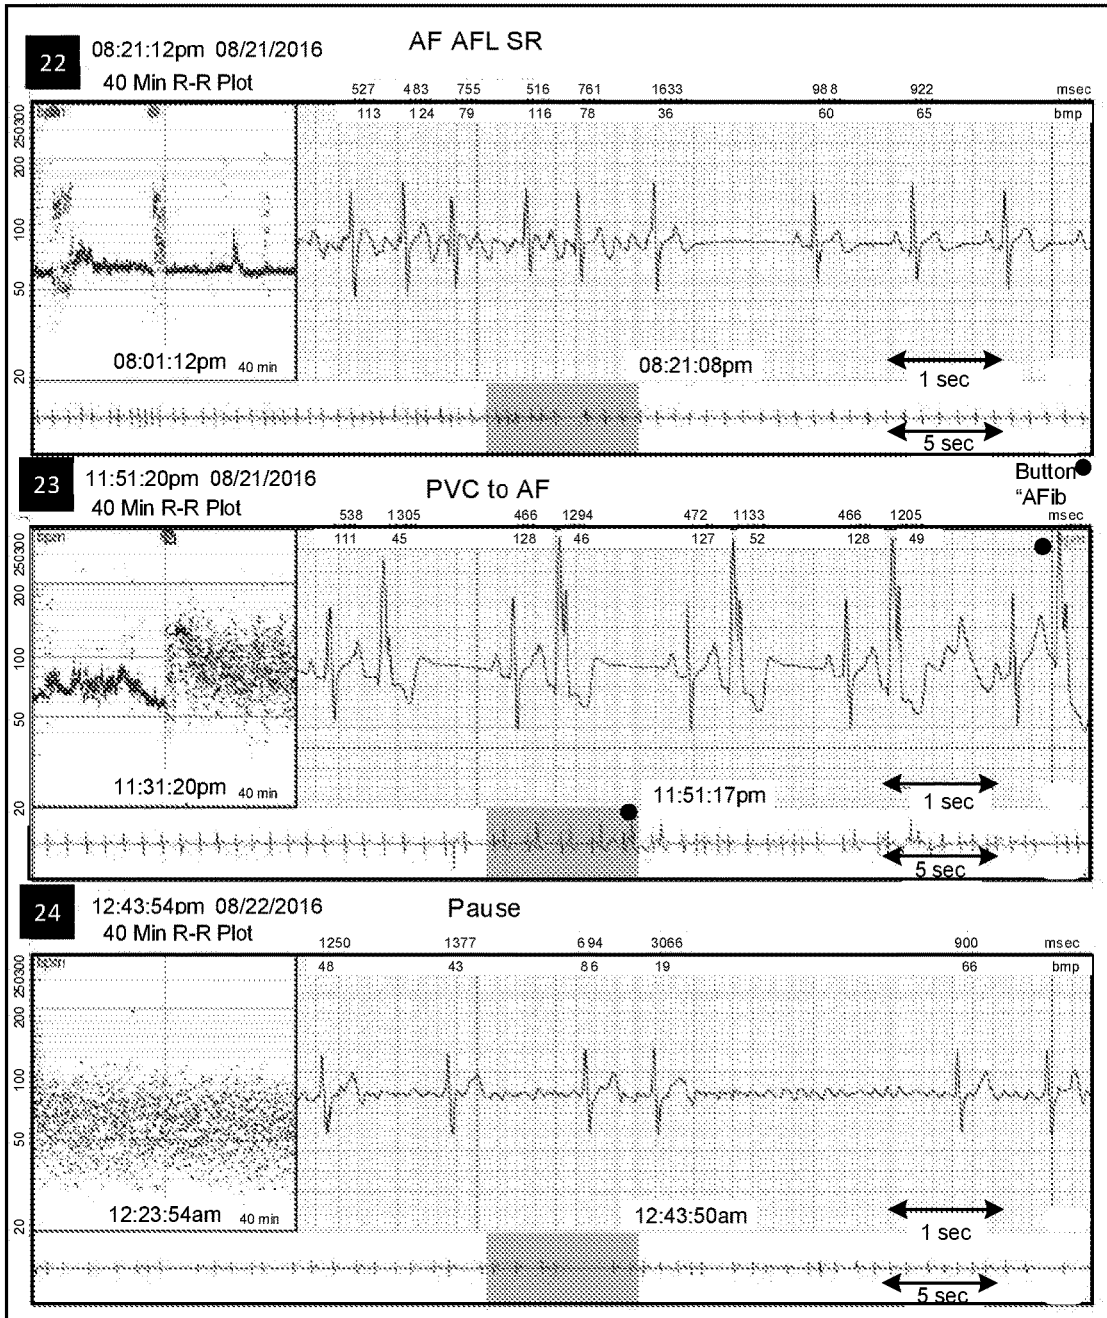 22
08:21:12pm 08/21/2016
AF AFL SR
40 Min R-R Plot
527 483 755 516 761 1633 988 922 msec
113 124 79 116 78 36 60 65 bmp
300
250
200
100
50
20
08:01:12pm 40 min
08:21:08pm
1 sec
5 sec
23
11:51:20pm 08/21/2016
PVC to AF
Button
"AFib
40 Min R-R Plot
538 1305 466 1294 472 1133 466 1205 msec
111 45 128 46 127 52 128 49
300
250
200
100
50
20
11:31:20pm 40 min
11:51:17pm
1 sec
5 sec
24
12:43:54pm 08/22/2016
Pause
40 Min R-R Plot
1250 1377 694 3066 900 msec
48 43 86 19 66 bmp
300
250
200
100
50
20
12:23:54am 40 min
12:43:50am
1 sec
5 sec